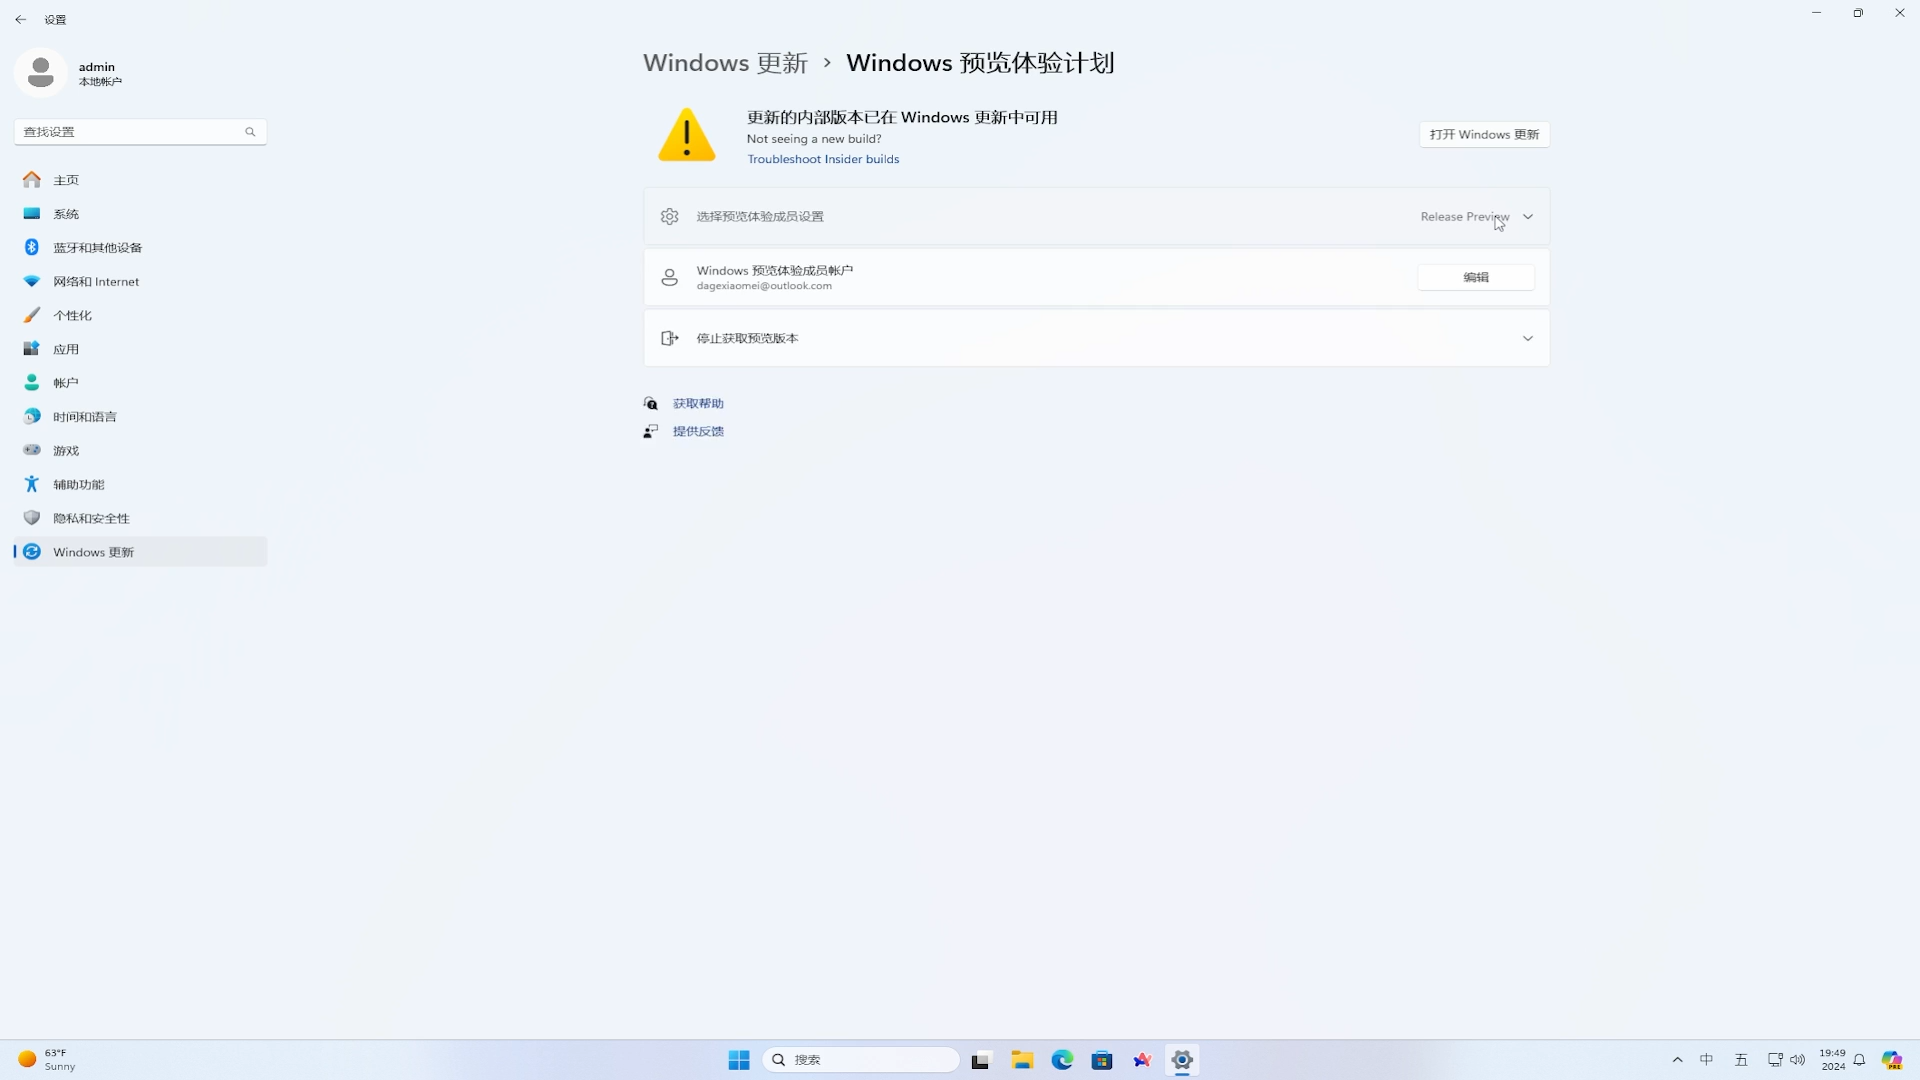 设置
admin
本地帐户
查找设置
主页
系统
蓝牙和其他设备
网络和 Internet
个性化
应用
帐户
时间和语言
游戏
辅助功能
隐私和安全性
Windows 更新
Windows 更新 › Windows 预览体验计划
更新的内部版本已在 Windows 更新中可用
Not seeing a new build?
Troubleshoot Insider builds
打开 Windows 更新
选择预览体验成员设置
Release Preview
Windows 预览体验成员帐户
dagexiaomei@outlook.com
编辑
停止获取预览版本
获取帮助
提供反馈
63°F
Sunny
搜索
中
五
19:49
2024
PRE